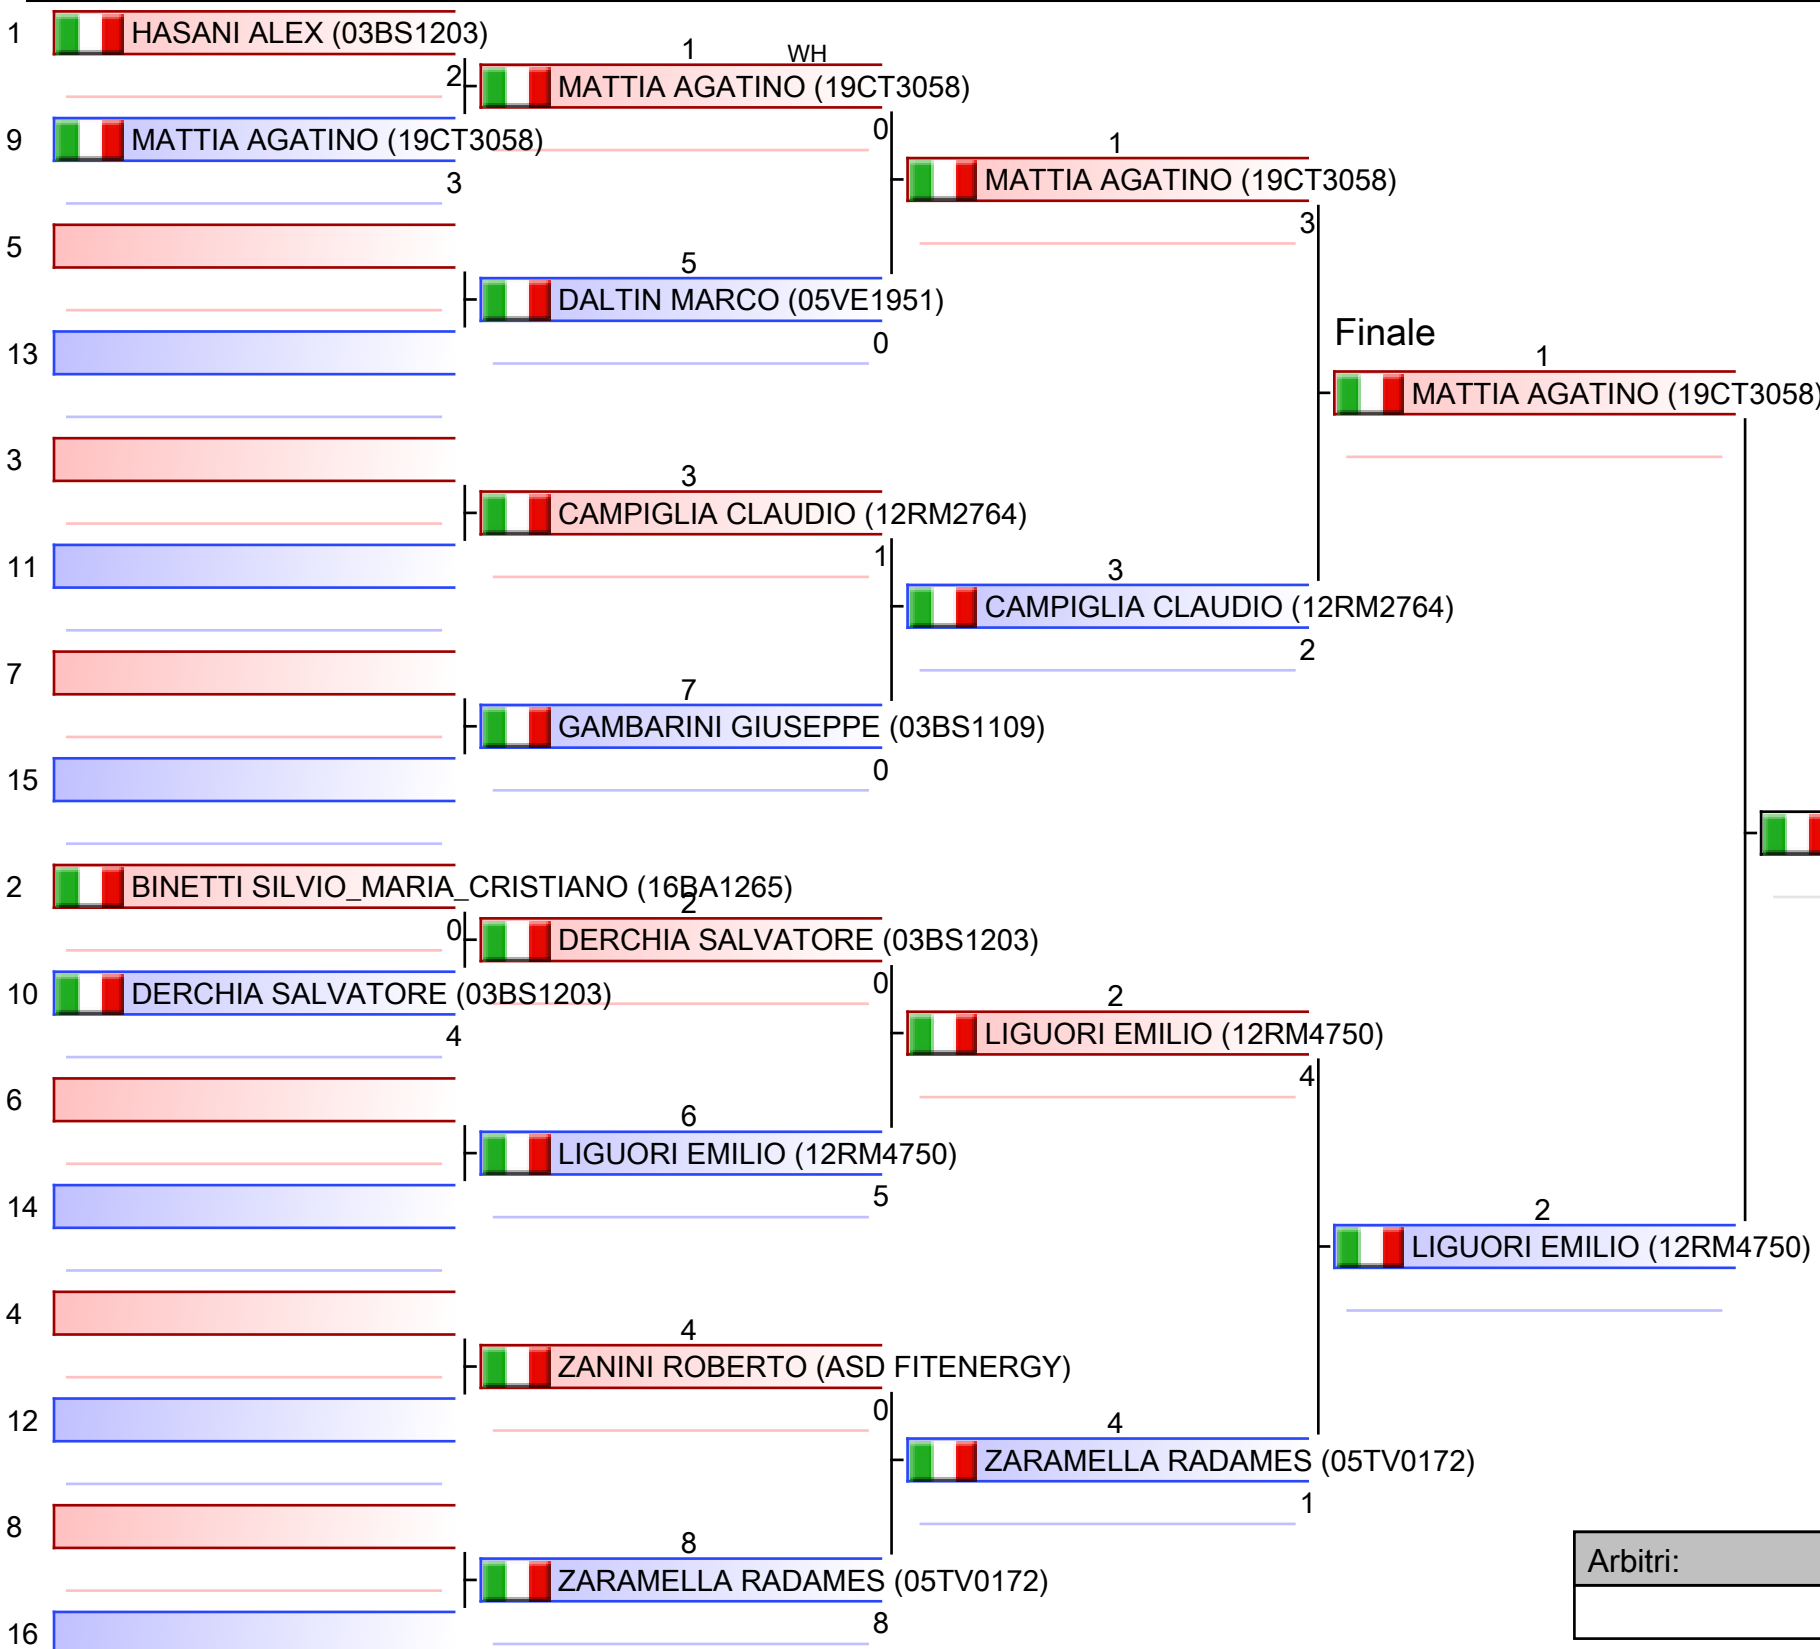 1 HASANI ALEX (03BS1203)
2
1 WH
MATTIA AGATINO (19CT3058)
0
9 MATTIA AGATINO (19CT3058)
3
1
MATTIA AGATINO (19CT3058)
3
5
5
DALTIN MARCO (05VE1951)
0
13
Finale
1
MATTIA AGATINO (19CT3058)
3
3
CAMPIGLIA CLAUDIO (12RM2764)
1
11
3
CAMPIGLIA CLAUDIO (12RM2764)
2
7
7
GAMBARINI GIUSEPPE (03BS1109)
0
15
2 BINETTI SILVIO_MARIA_CRISTIANO (16BA1265)
0
2
DERCHIA SALVATORE (03BS1203)
0
10 DERCHIA SALVATORE (03BS1203)
4
2
LIGUORI EMILIO (12RM4750)
4
6
6
LIGUORI EMILIO (12RM4750)
5
14
2
LIGUORI EMILIO (12RM4750)
4
4
ZANINI ROBERTO (ASD FITENERGY)
0
12
4
ZARAMELLA RADAMES (05TV0172)
1
8
8
ZARAMELLA RADAMES (05TV0172)
8
16
Arbitri: